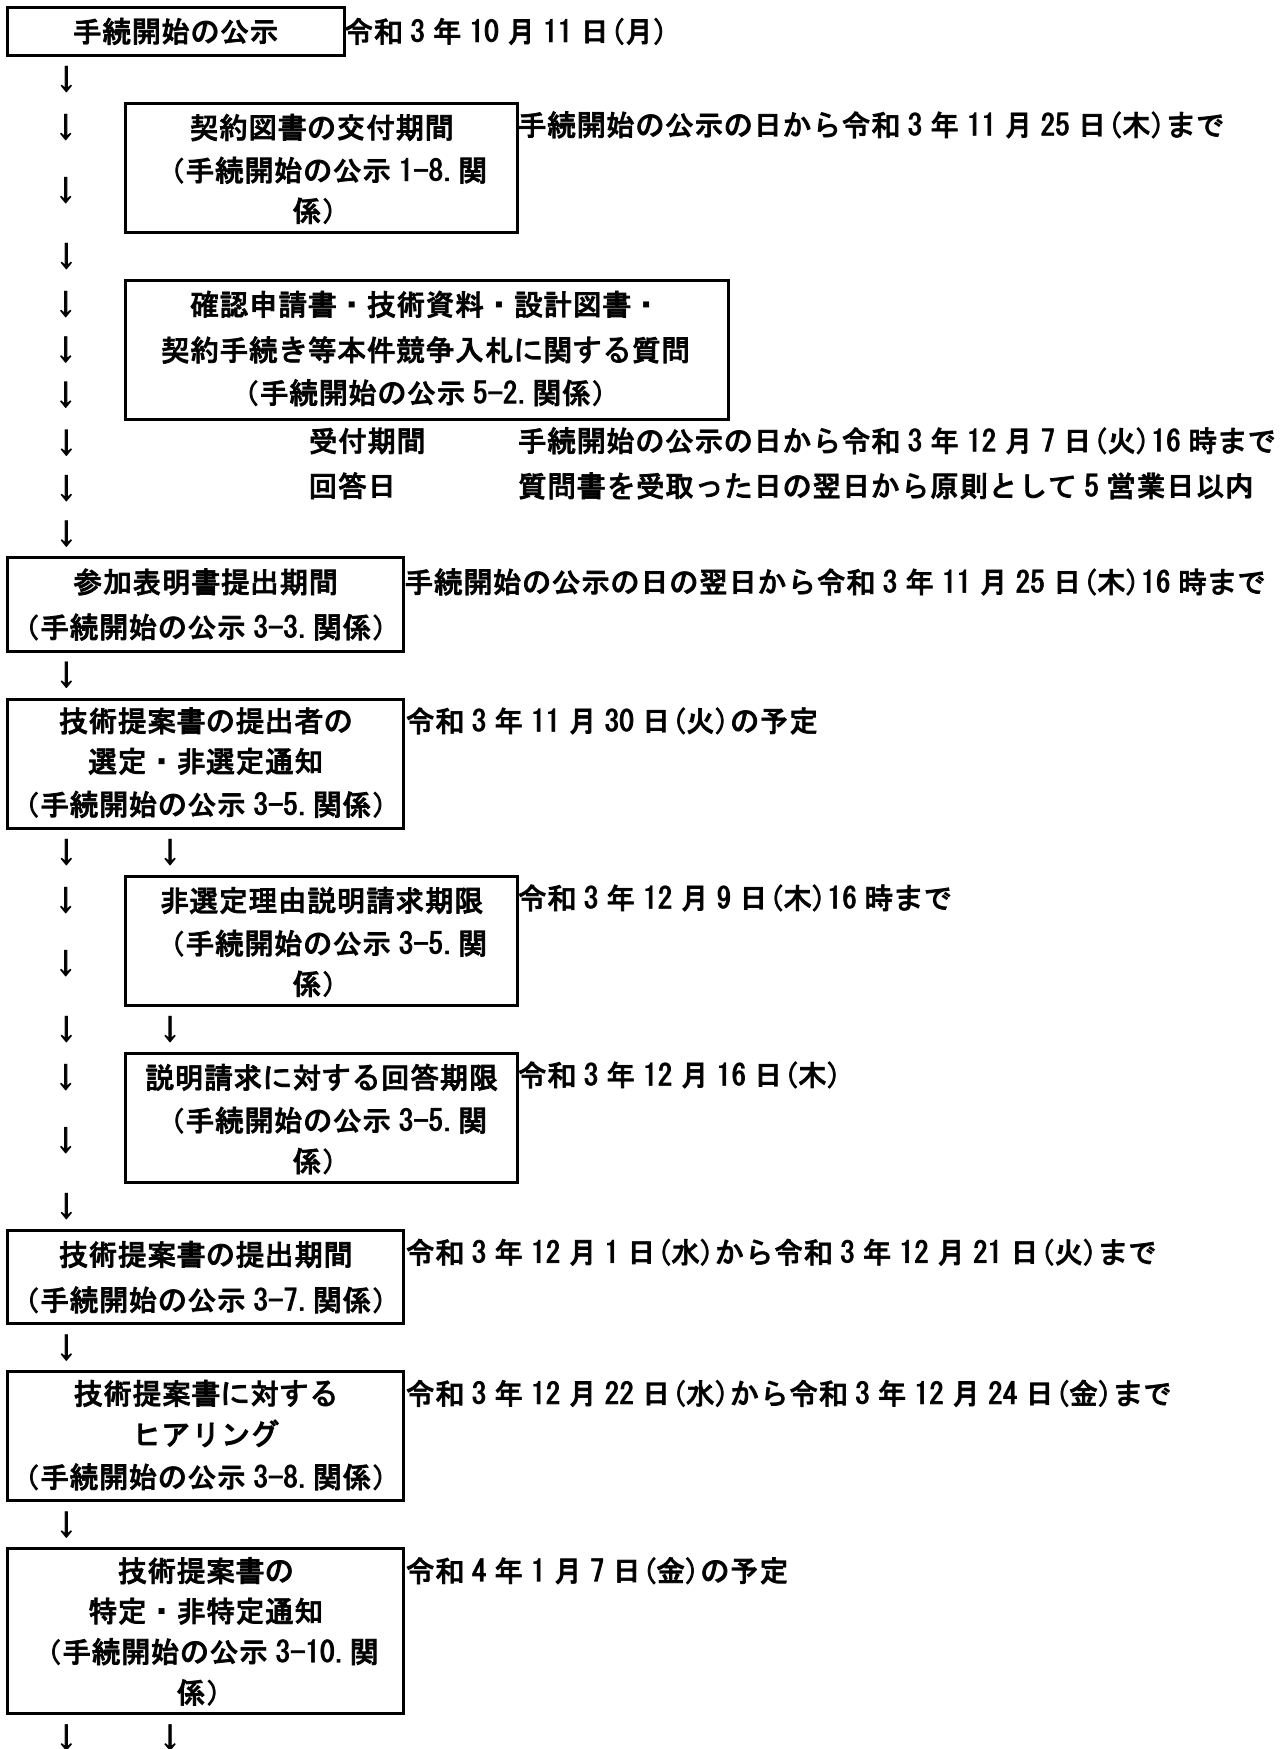 手続開始の公示 令和3年10月11日(月)
↓
↓ 契約図書の交付期間 手続開始の公示の日から令和3年11月25日(木)まで
(手続開始の公示1-8.関
↓
係)
↓
↓ 確認申請書・技術資料・設計図書・
↓ 契約手続き等本件競争入札に関する質問
↓ (手続開始の公示5-2.関係)
↓ 受付期間 手続開始の公示の日から令和3年12月7日(火)16時まで
↓ 回答日 質問書を受取った日の翌日から原則として5営業日以内
↓
参加表明書提出期間 手続開始の公示の日の翌日から令和3年11月25日(木)16時まで
(手続開始の公示3-3.関係)
↓
技術提案書の提出者の 令和3年11月30日(火)の予定
選定・非選定通知
(手続開始の公示3-5.関係)
↓ ↓
↓ 非選定理由説明請求期限 令和3年12月9日(木)16時まで
(手続開始の公示3-5.関
↓
係)
↓ ↓
↓ 説明請求に対する回答期限 令和3年12月16日(木)
(手続開始の公示3-5.関
↓
係)
↓
技術提案書の提出期間 令和3年12月1日(水)から令和3年12月21日(火)まで
(手続開始の公示3-7.関係)
↓
技術提案書に対する 令和3年12月22日(水)から令和3年12月24日(金)まで
ヒアリング
(手続開始の公示3-8.関係)
↓
技術提案書の 令和4年1月7日(金)の予定
特定・非特定通知
(手続開始の公示3-10.関
係)
↓ ↓